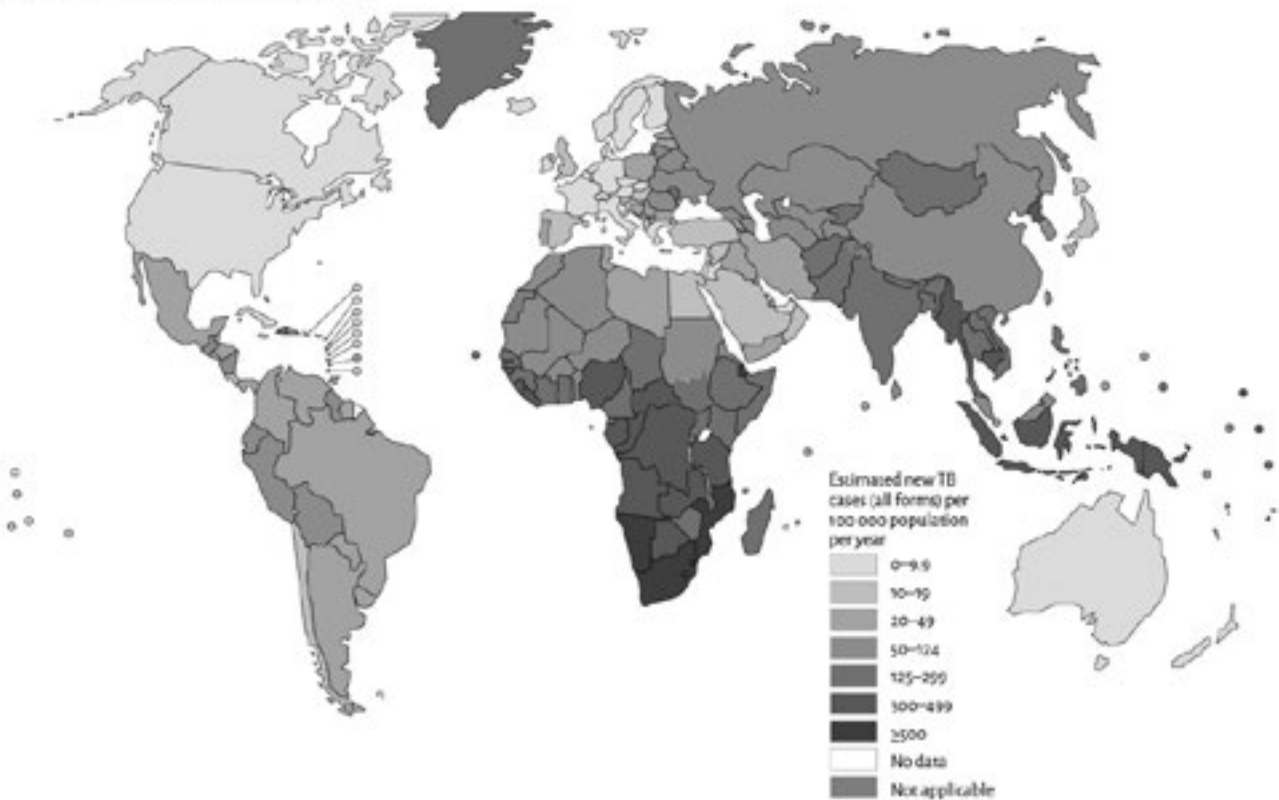 Estimated new TB
cases (all forms) per
100 000 population
per year
0–9.9
10–19
20–49
50–124
125–299
300–499
≥500
No data
Not applicable